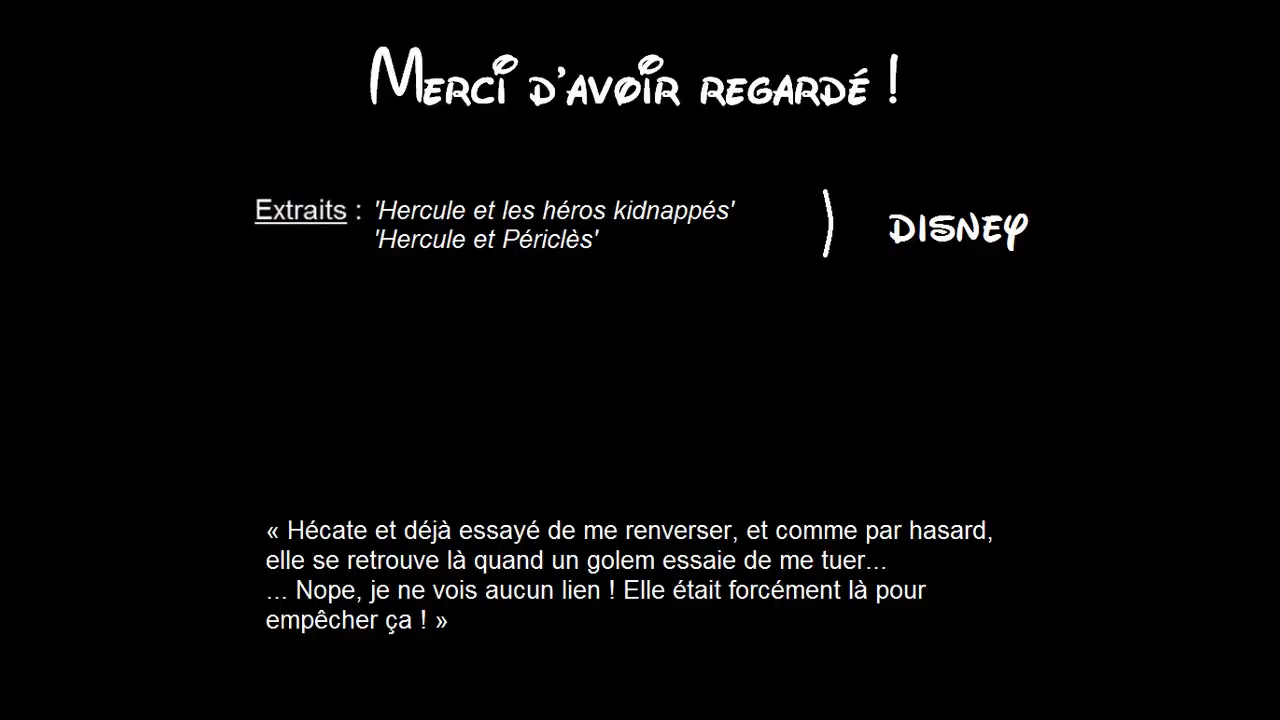 Merci d'avoir regardé !
Extraits : 'Hercule et les héros kidnappés'
'Hercule et Périclès'
) DISNEY
« Hécate et déjà essayé de me renverser, et comme par hasard,
elle se retrouve là quand un golem essaie de me tuer...
... Nope, je ne vois aucun lien ! Elle était forcément là pour
empêcher ça ! »